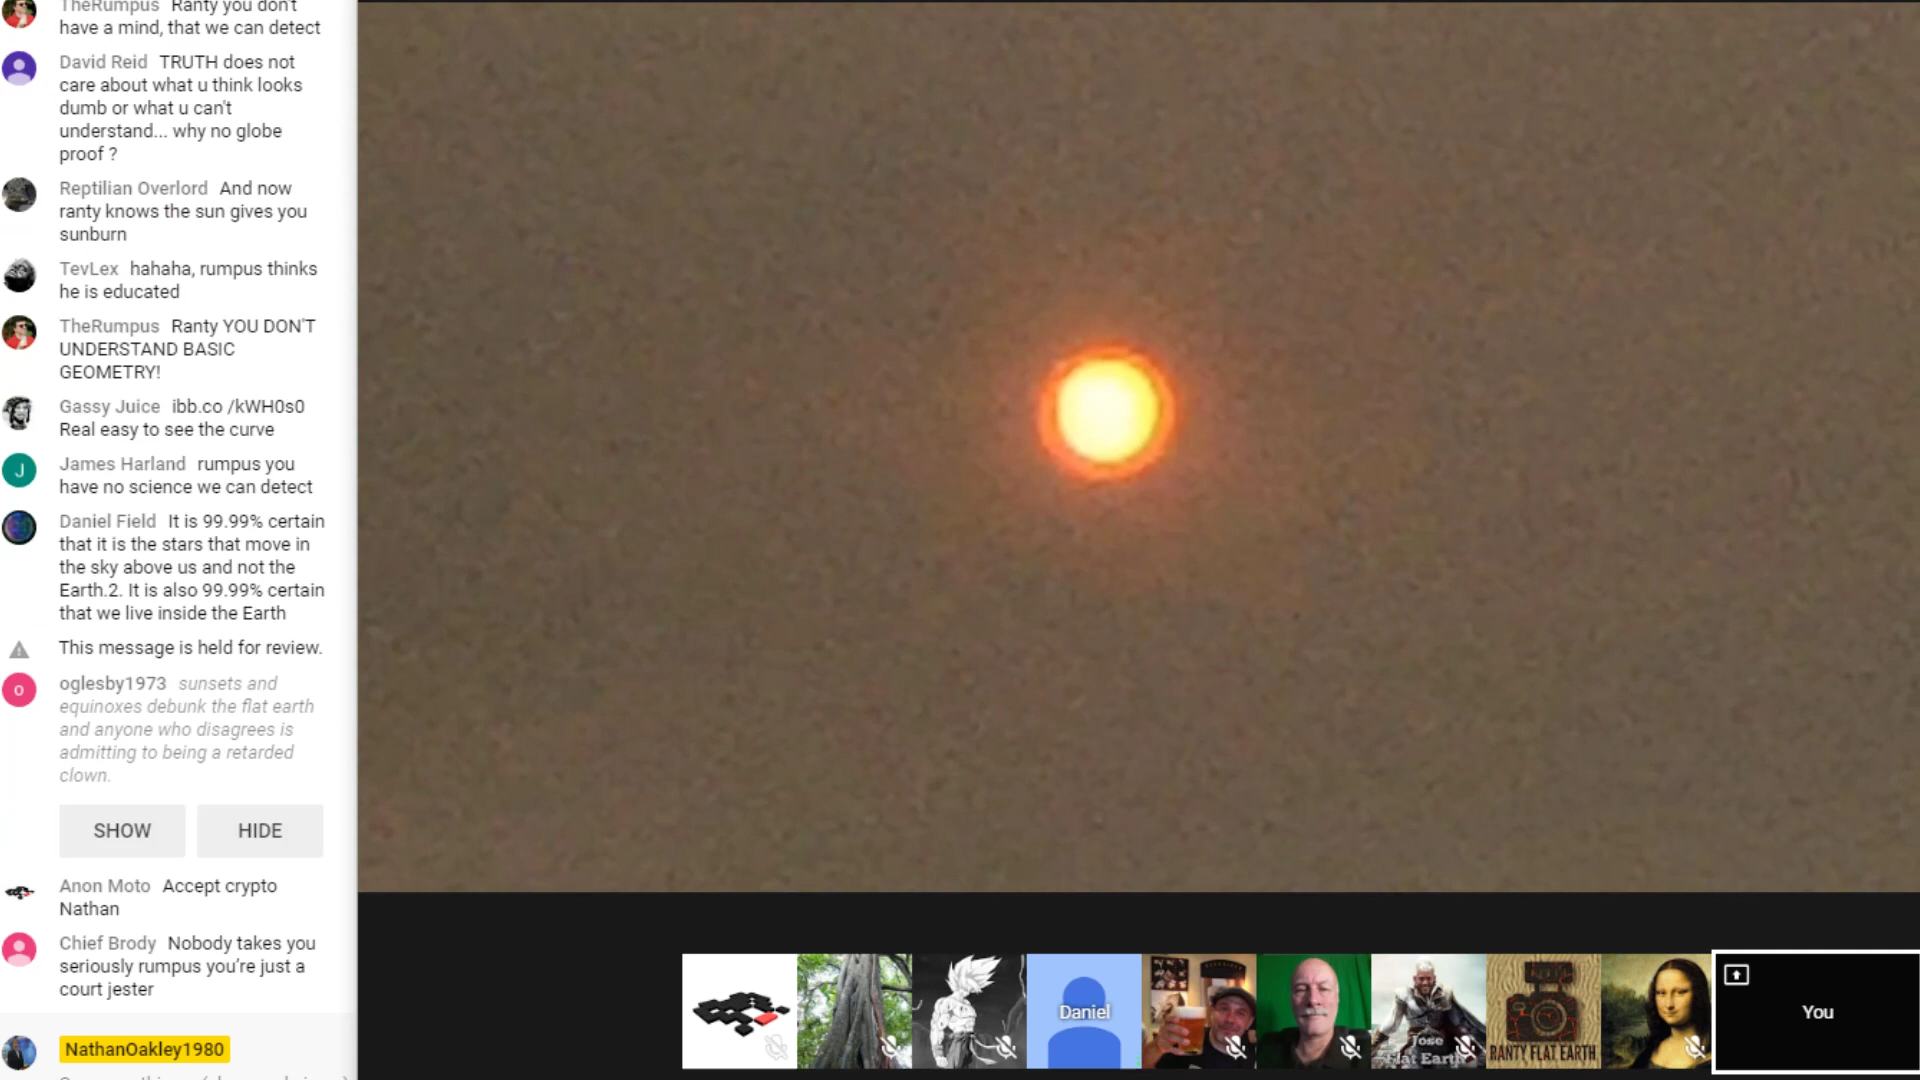 TheRumpus Ranty you don't
have a mind, that we can detect
David Reid TRUTH does not
care about what u think looks
dumb or what u can't
understand... why no globe
proof ?
Reptilian Overlord And now
ranty knows the sun gives you
sunburn
TevLex hahaha, rumpus thinks
he is educated
TheRumpus Ranty YOU DON'T
UNDERSTAND BASIC
GEOMETRY!
Gassy Juice ibb.co /kWH0s0
Real easy to see the curve
J
James Harland rumpus you
have no science we can detect
Daniel Field It is 99.99% certain
that it is the stars that move in
the sky above us and not the
Earth.2. It is also 99.99% certain
that we live inside the Earth
This message is held for review.
o
oglesby1973 sunsets and
equinoxes debunk the flat earth
and anyone who disagrees is
admitting to being a retarded
clown.
SHOW HIDE
Anon Moto Accept crypto
Nathan
Chief Brody Nobody takes you
seriously rumpus you're just a
court jester
NathanOakley1980
Daniel
Jose
Flat Earth
RANTY FLAT EARTH
You